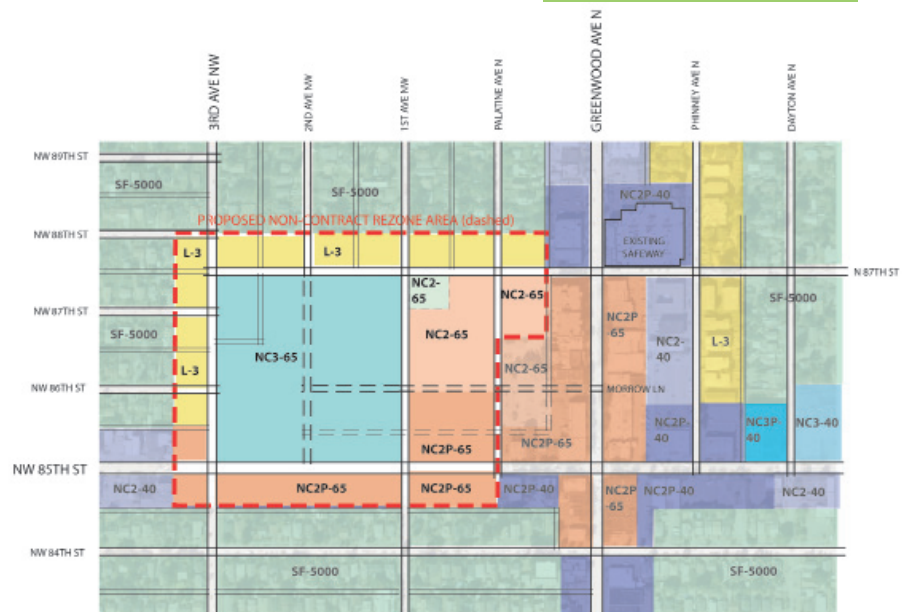 3RD AVE NW
2ND AVE NW
1ST AVE NW
PALATINE AVE N
GREENWOOD AVE N
PHINNEY AVE N
DAYTON AVE N
NW 89TH ST
SF-5000
SF-5000
NC2P-40
PROPOSED NON-CONTRACT REZONE AREA (dashed)
NW 88TH ST
L-3
L-3
EXISTING
SAFEWAY
N 87TH ST
NC2-
65
NC2-65
SF-5000
NW 87TH ST
NC2P
-65
SF-5000
NC2-65
NC2-
40
L-3
NC3-65
L-3
NC2-65
NW 86TH ST
MORROW LN
NC2P-65
NC2P-65
NC2P-
40
NC3P-
40
NC3-40
NW 85TH ST
NC2-40
NC2P-65
NC2P-65
NC2P-40
NC2P
-65
NC2P-40
NC2-40
NW 84TH ST
SF-5000
SF-5000